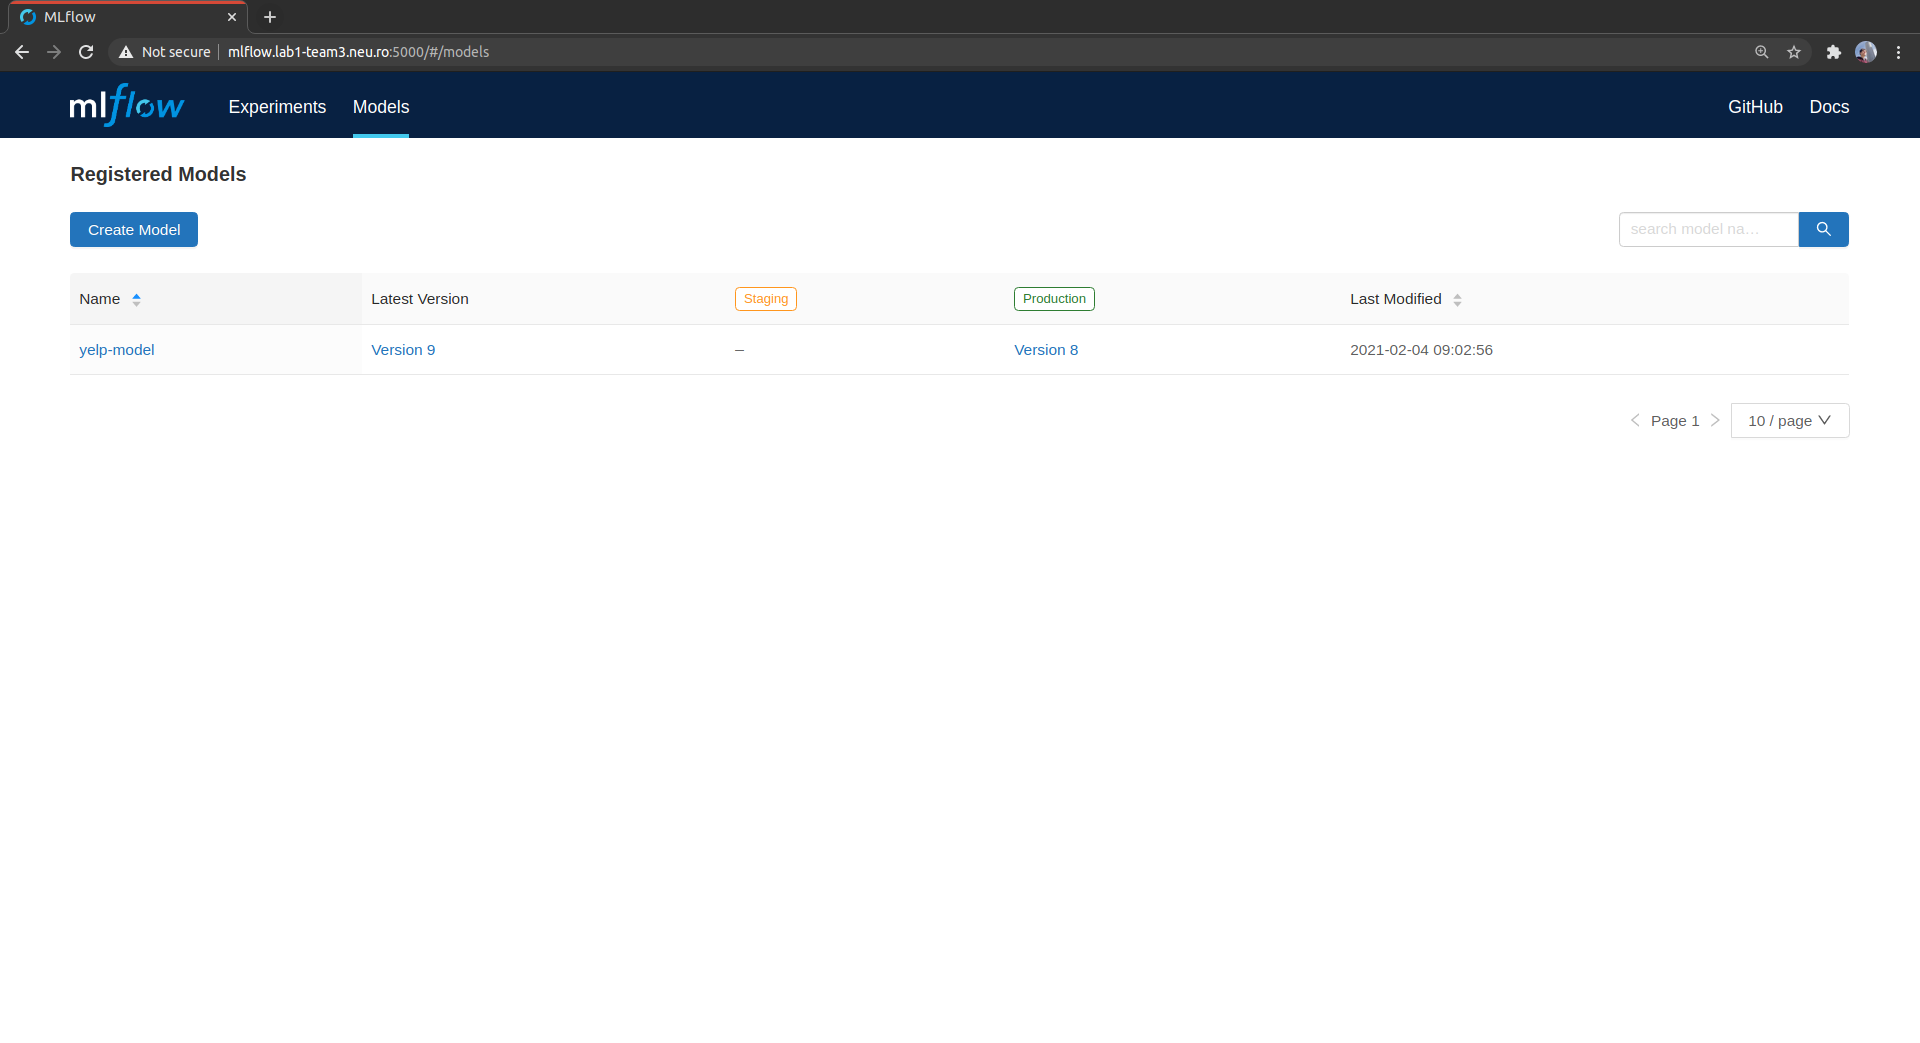 MLflow
Not secure mlflow.lab1-team3.neu.ro:5000/#/models
mlflow Experiments Models GitHub Docs
Registered Models
Create Model search model na…
Name Latest Version Staging Production Last Modified
yelp-model Version 9 – Version 8 2021-02-04 09:02:56
Page 1 10 / page